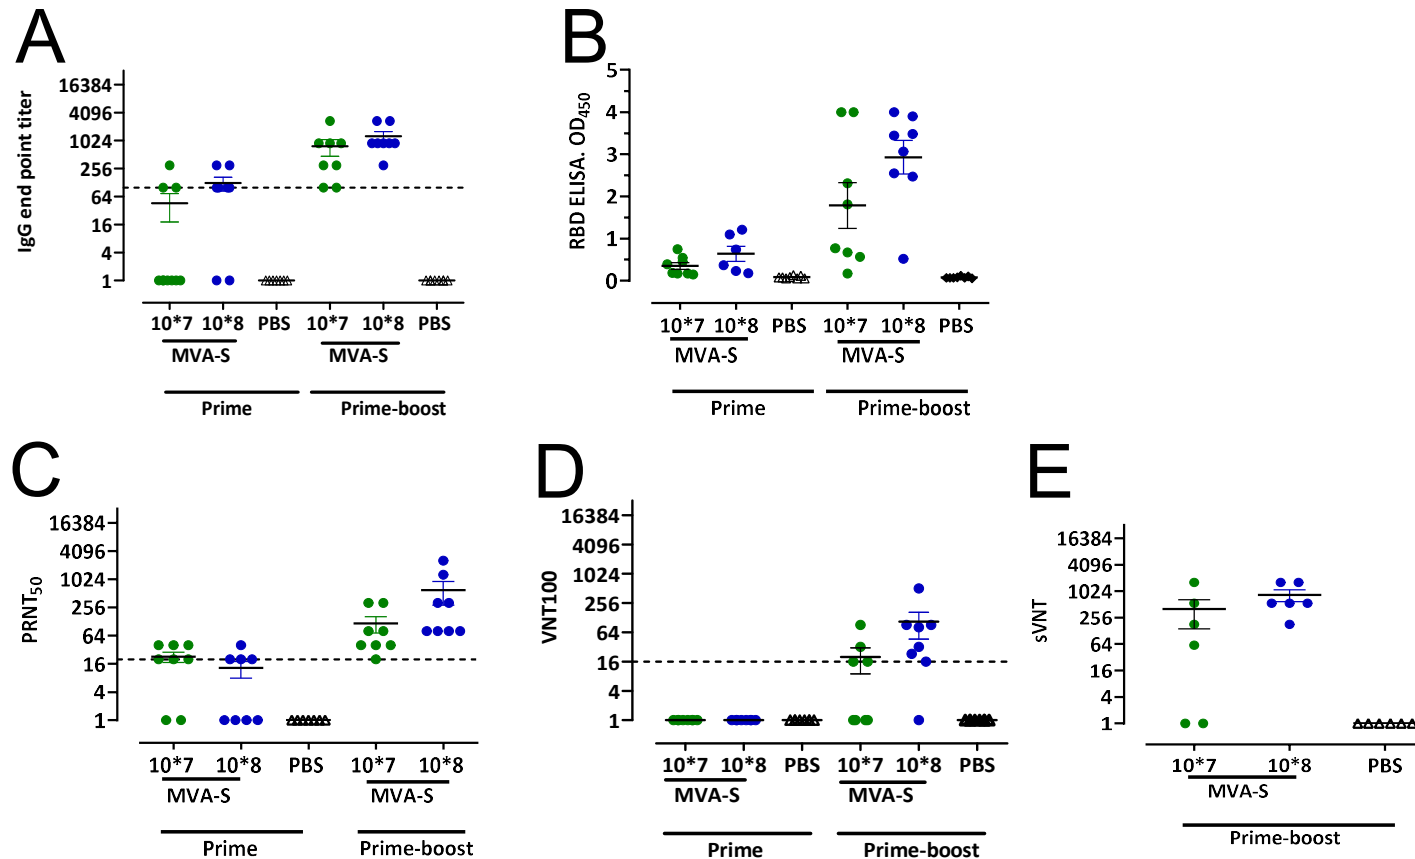 A
IgG end point titer
16384
4096
1024
256
64
16
4
1
10*7 10*8 PBS 10*7 10*8 PBS
MVA-S MVA-S
Prime Prime-boost
B
RBD ELISA. OD450
5
4
3
2
1
0
10*7 10*8 PBS 10*7 10*8 PBS
MVA-S MVA-S
Prime Prime-boost
C
PRNT50
16384
4096
1024
256
64
16
4
1
10*7 10*8 PBS 10*7 10*8
MVA-S MVA-S
Prime Prime-boost
D
VNT100
16384
4096
1024
256
64
16
4
1
10*7 10*8 PBS 10*7 10*8 PBS
MVA-S MVA-S
Prime Prime-boost
E
sVNT
16384
4096
1024
256
64
16
4
1
10*7 10*8 PBS
MVA-S
Prime-boost